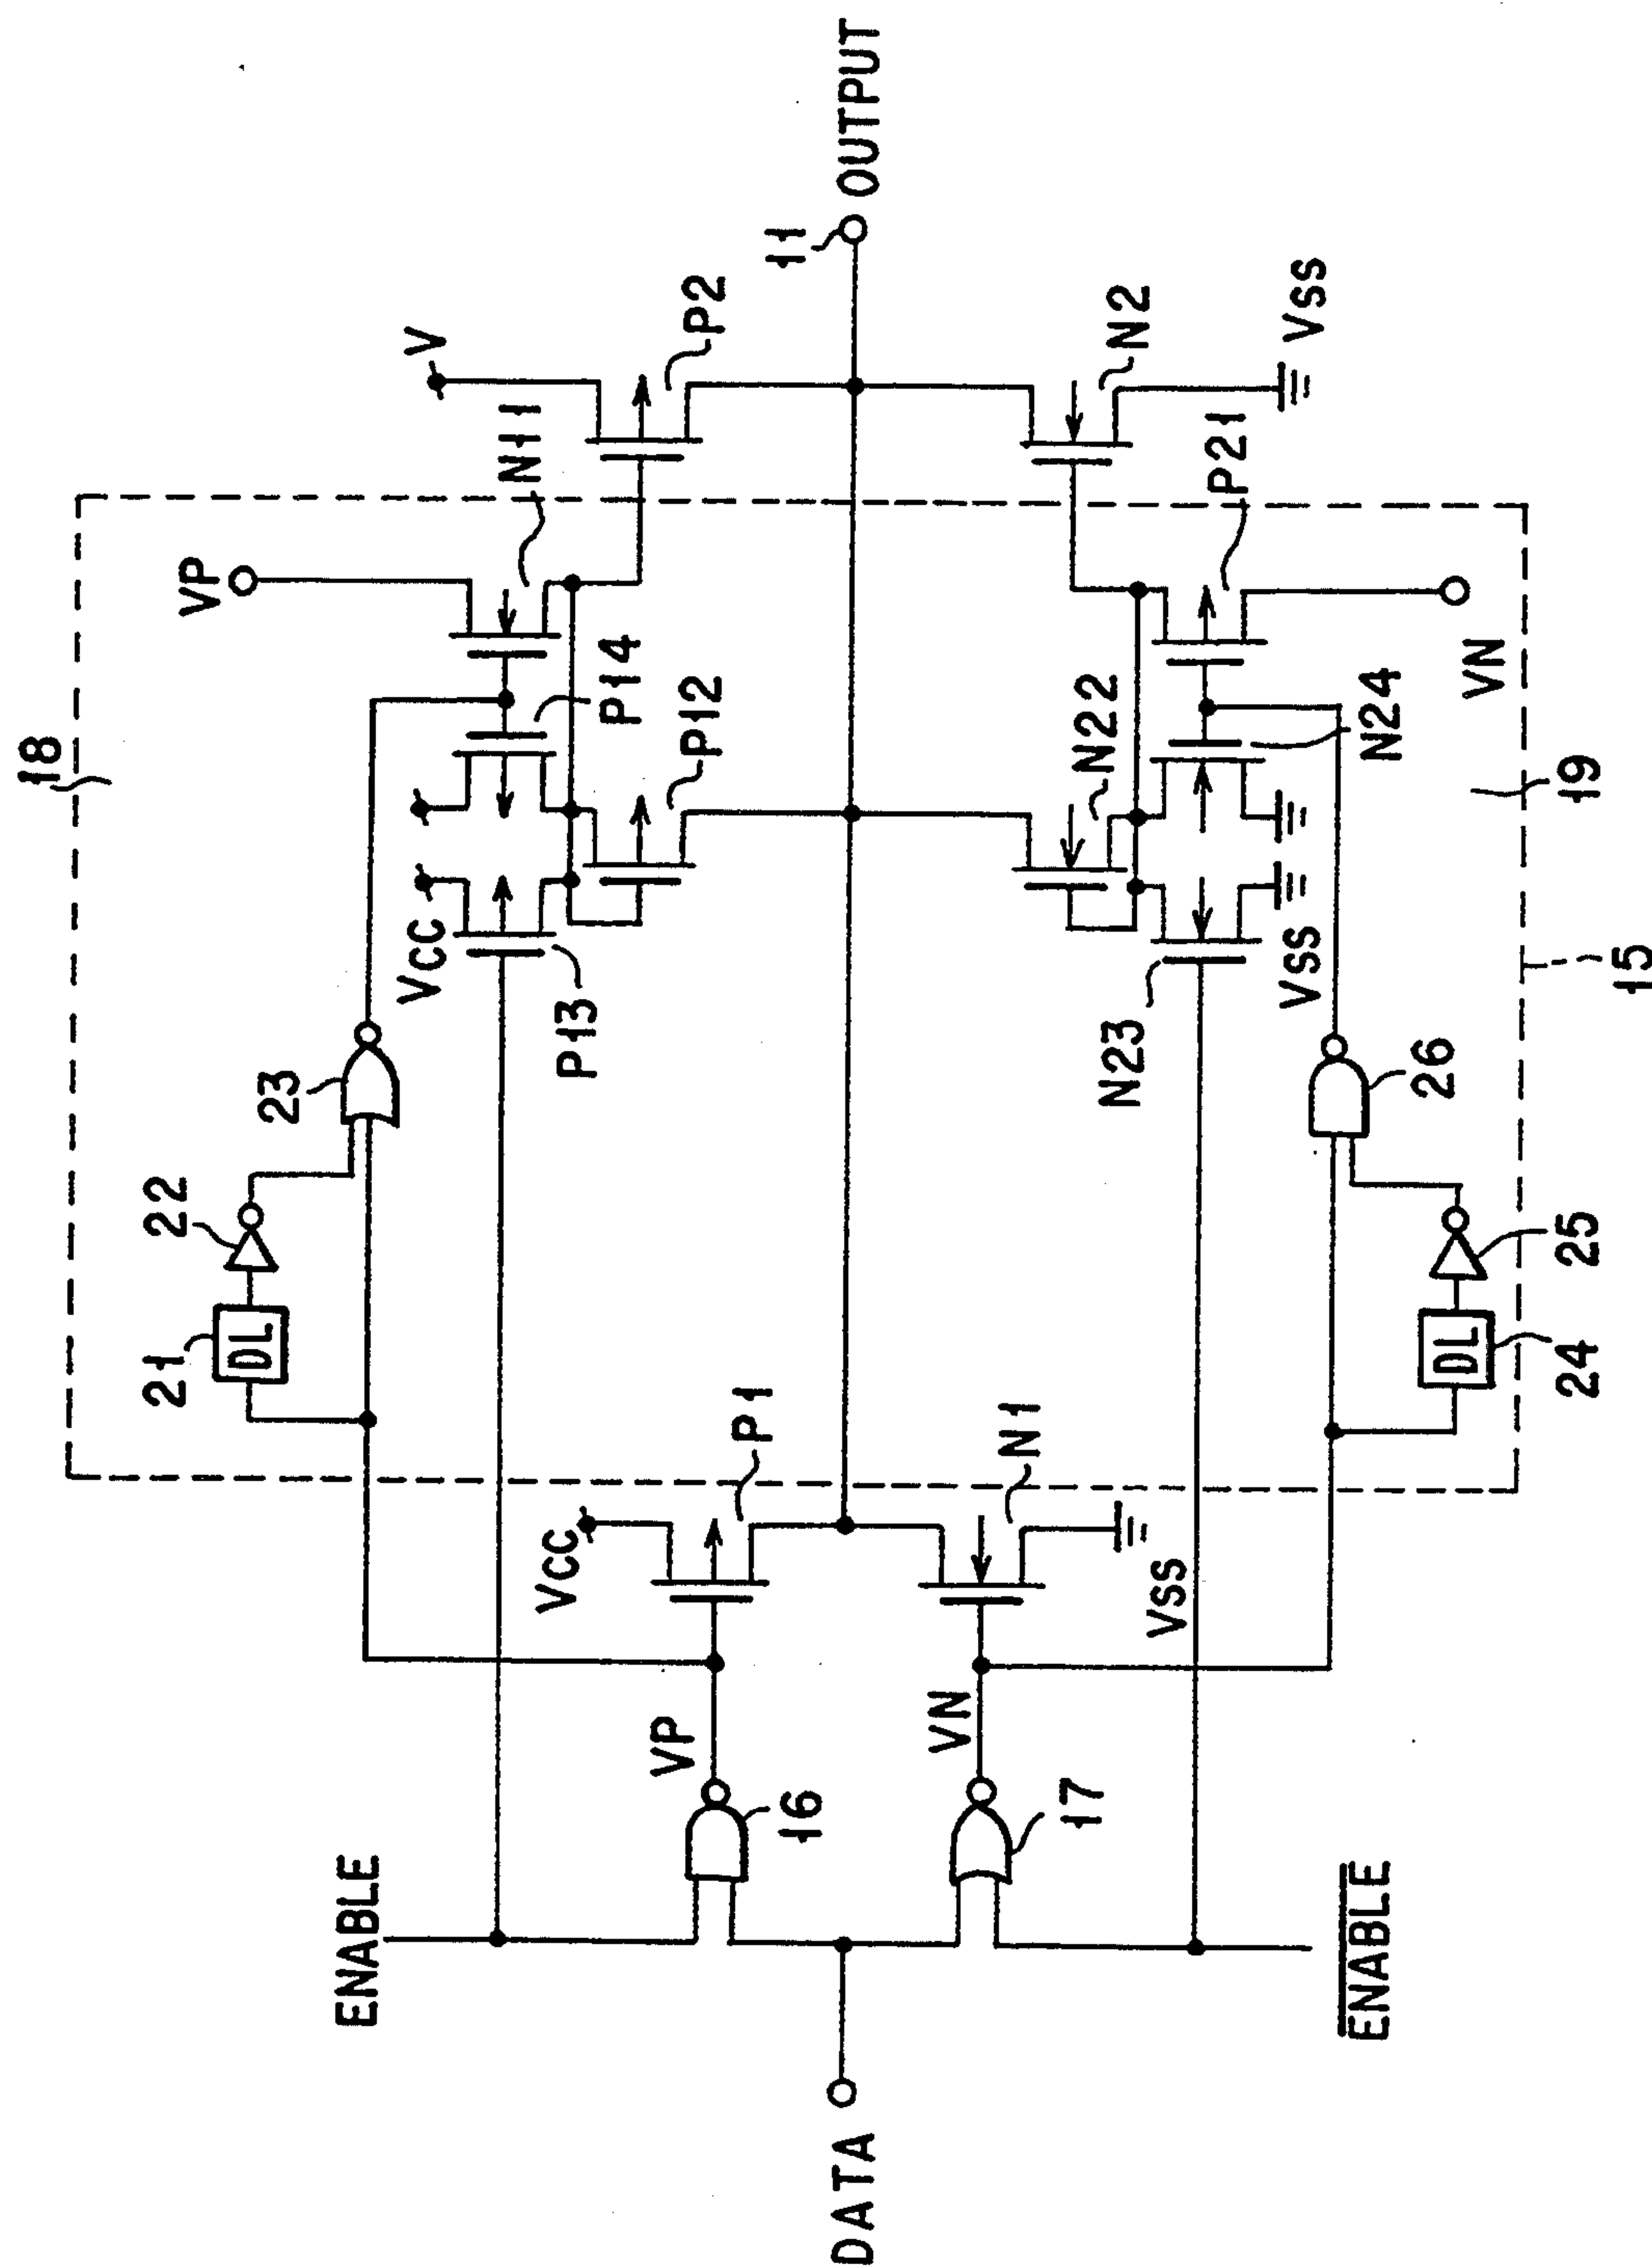 18
VP
V
N11
P14
P12
P2
11
OUTPUT
23
22
21
DL
VCC
P13
ENABLE
VCC
P1
VP
16
DATA
VN
17
N1
VSS
ENABLE
N22
N23
VSS
N24
P21
N2
VSS
VN
26
25
DL
24
19
15